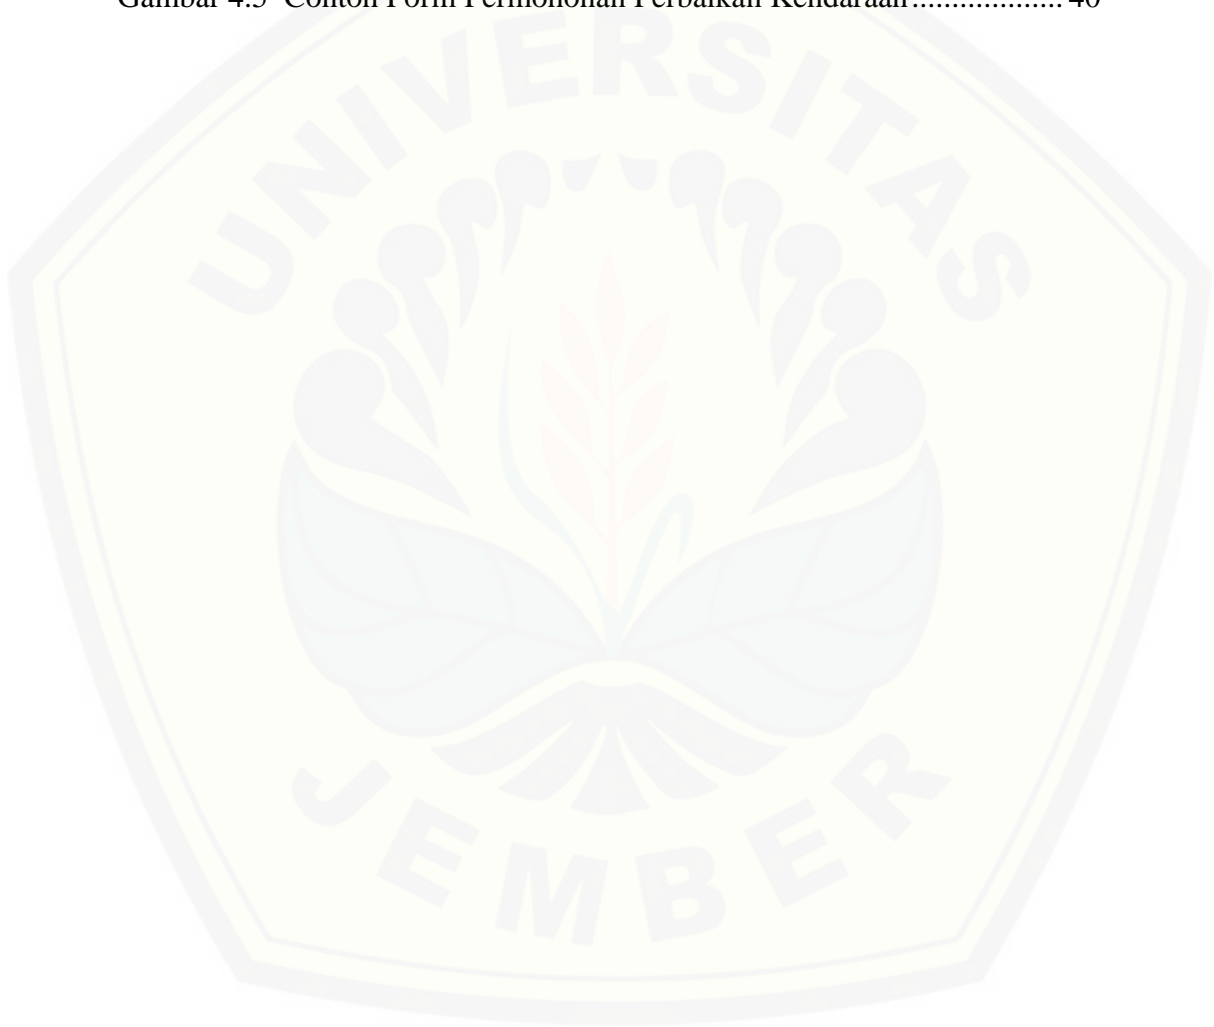 Gambar 4.5 Contoh Form Permohonan Perbaikan Kendaraan................... 40
UNIVERSITAS
JEMBER